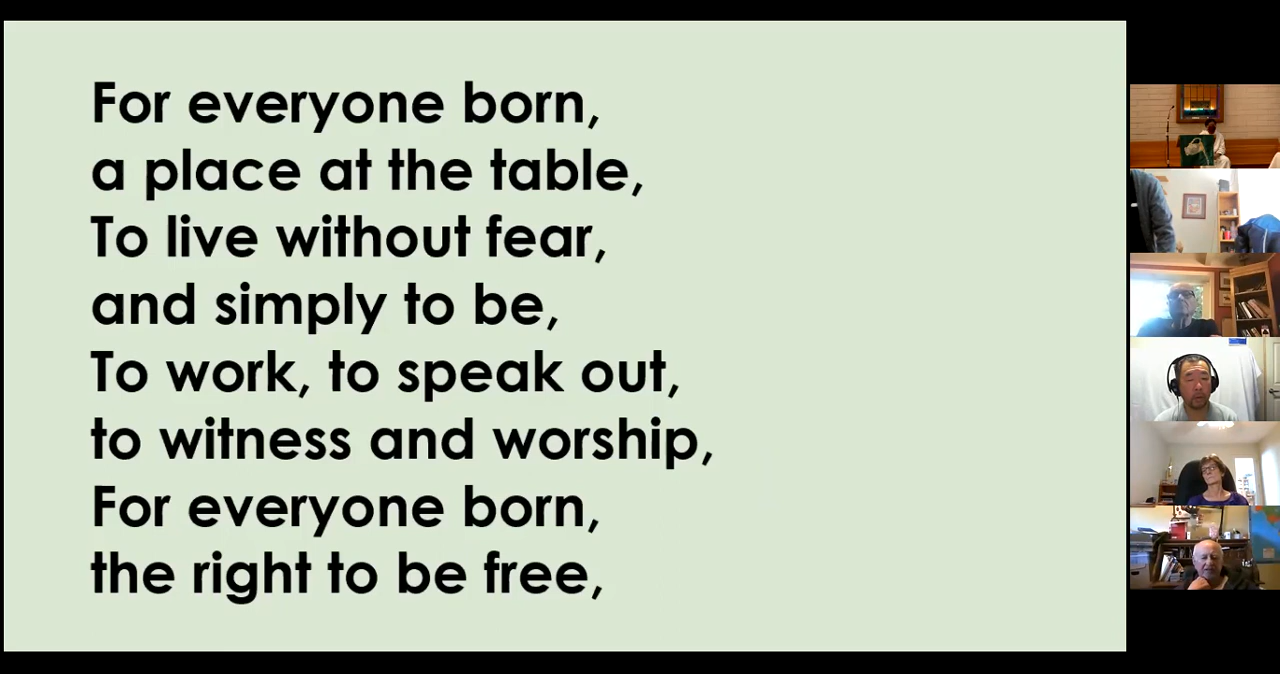 For everyone born,
a place at the table,
To live without fear,
and simply to be,
To work, to speak out,
to witness and worship,
For everyone born,
the right to be free,